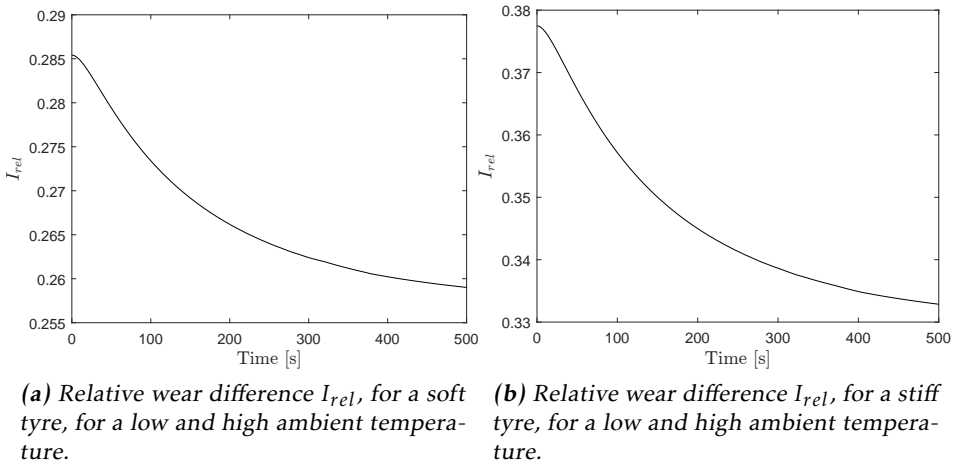 0.29
0.285
0.28
0.275
0.27
0.265
0.26
0.255
I_rel
0 100 200 300 400 500
Time [s]
(a) Relative wear difference I_rel, for a soft
tyre, for a low and high ambient tempera-
ture.
0.38
0.37
0.36
0.35
0.34
0.33
I_rel
0 100 200 300 400 500
Time [s]
(b) Relative wear difference I_rel, for a stiff
tyre, for a low and high ambient tempera-
ture.